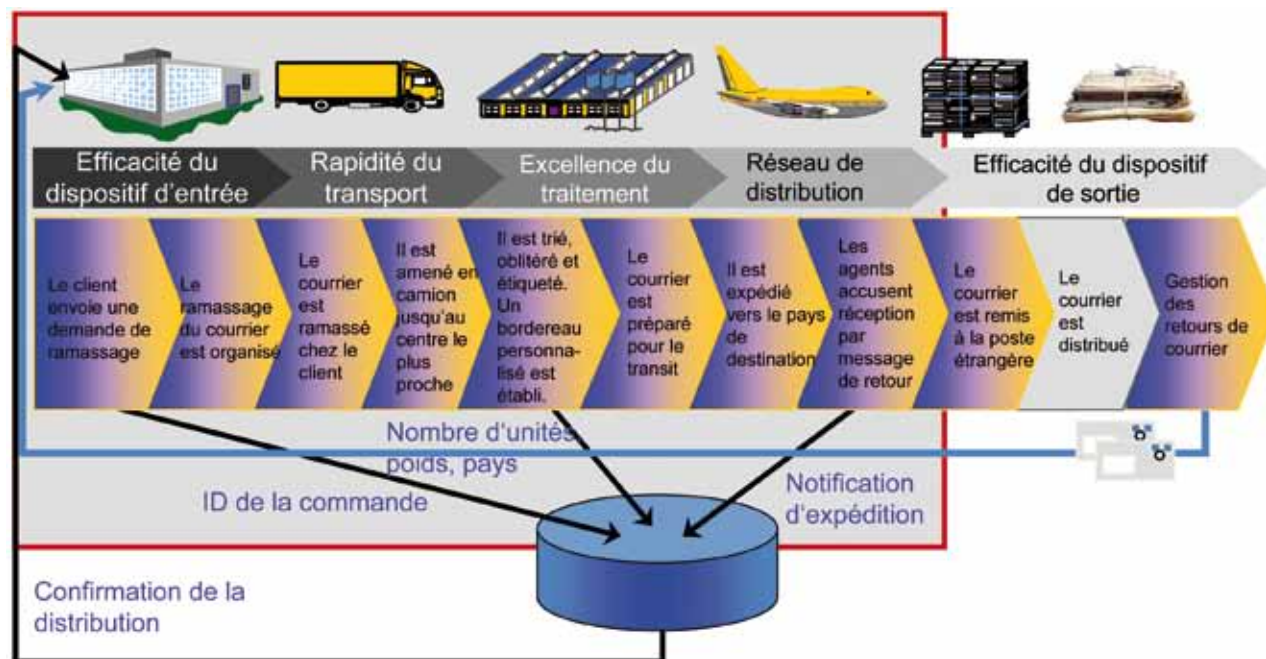 Efficacité du
dispositif d'entrée
Rapidité du
transport
Excellence du
traitement
Réseau de
distribution
Efficacité du dispositif
de sortie
Le client
envoie une
demande de
ramassage
Le
ramassage
du courrier
est organisé
Le
courrier
est
ramassé
chez le
client
Il est
amené en
camion
jusqu'au
centre le
plus
proche
Il est trié,
oblitéré et
étiqueté.
Un
bordereau
personna-
lisé est
établi.
Le
courrier
est
préparé
pour le
transit
Il est
expédié
vers le pays
de
destination
Les
agents
accusent
réception
par
message
de retour
Le
courrier
est remis
à la poste
étrangère
Le
courrier
est
distribué
Gestion
des
retours de
courrier
Nombre d'unités
poids, pays
ID de la commande
Notification
d'expédition
Confirmation de la
distribution